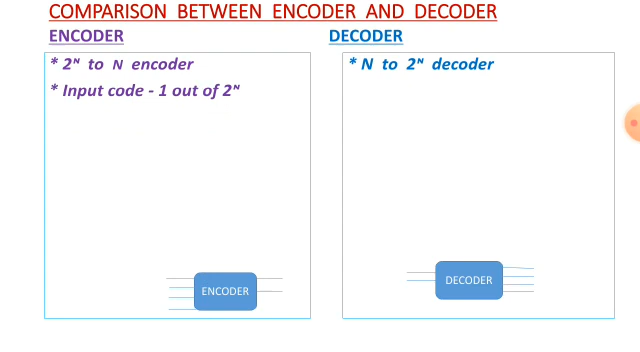 COMPARISON BETWEEN ENCODER AND DECODER
ENCODER
* 2ᴺ to N encoder
* Input code - 1 out of 2ᴺ
ENCODER
DECODER
* N to 2ᴺ decoder
DECODER